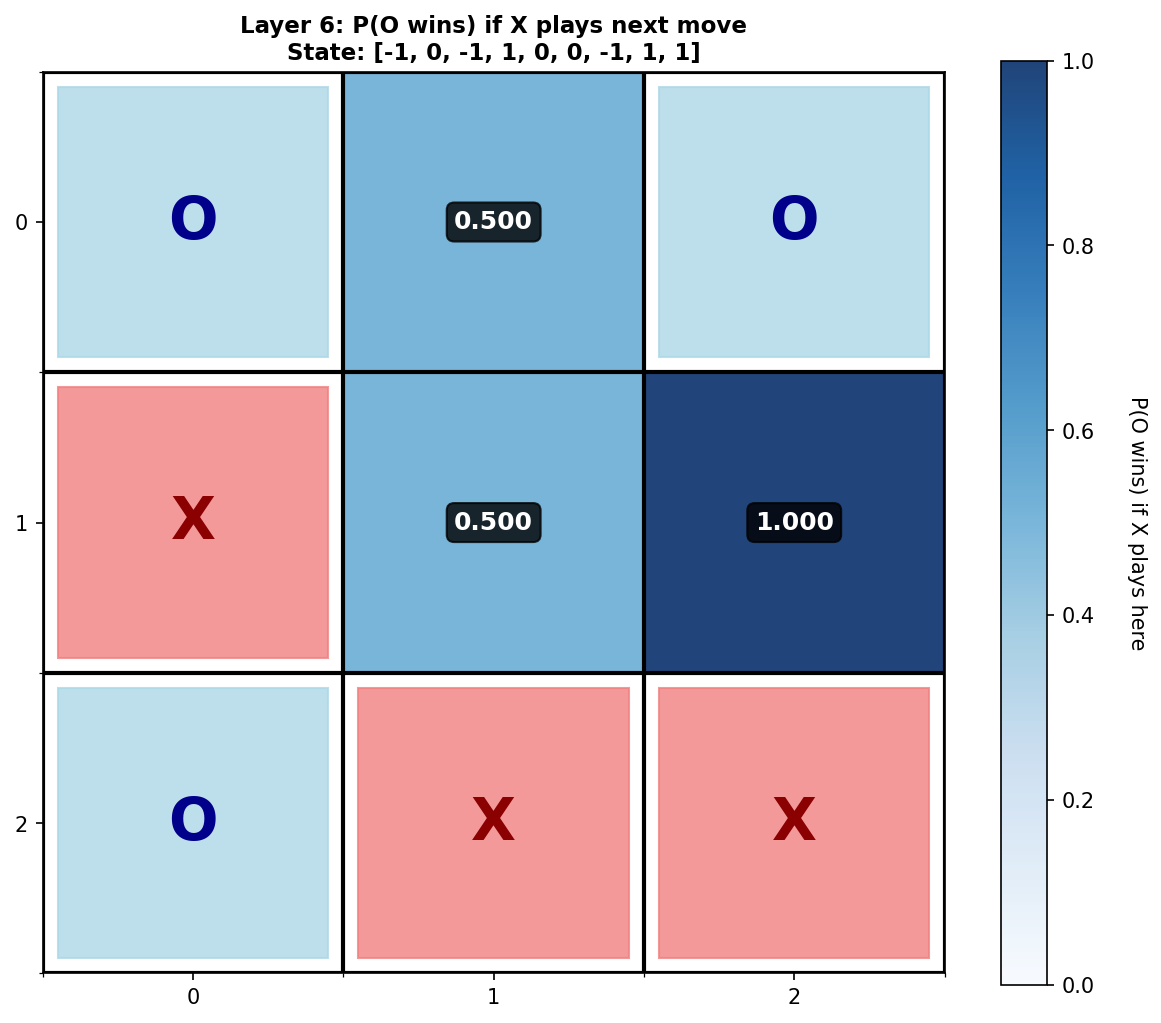 Layer 6: P(O wins) if X plays next move
State: [-1, 0, -1, 1, 0, 0, -1, 1, 1]
O
0.500
O
X
0.500
1.000
O
X
X
0
1
2
0
1
2
1.0
0.8
0.6
0.4
0.2
0.0
P(O wins) if X plays here